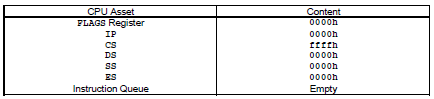 CPU Asset Content
FLAGS Register 0000h
IP 0000h
CS ffffh
DS 0000h
SS 0000h
ES 0000h
Instruction Queue Empty